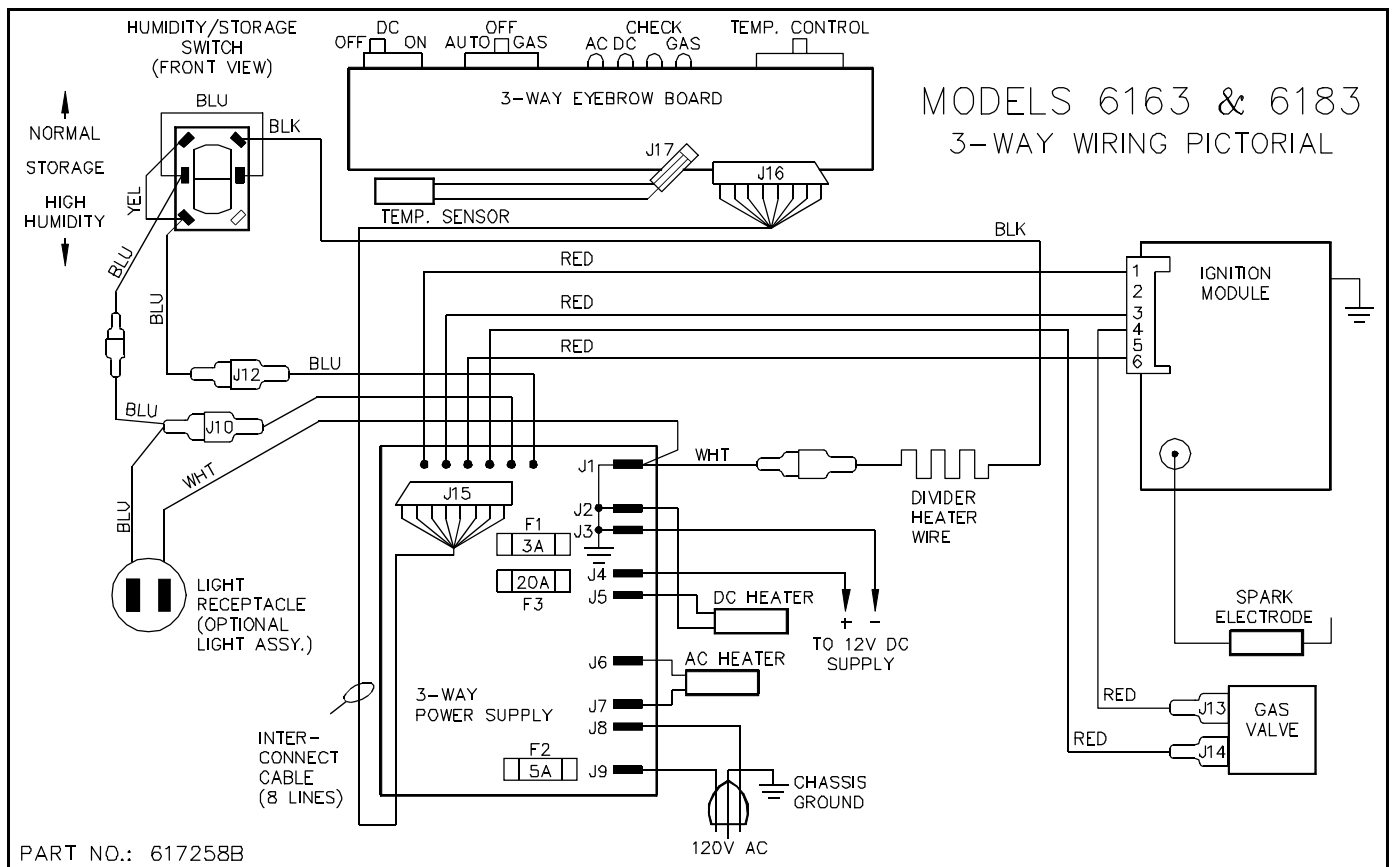 HUMIDITY/STORAGE
SWITCH
(FRONT VIEW)
DC
OFF ON
OFF
AUTO GAS
CHECK
AC DC GAS
TEMP. CONTROL
3-WAY EYEBROW BOARD
MODELS 6163 & 6183
3-WAY WIRING PICTORIAL
NORMAL
STORAGE
HIGH
HUMIDITY
BLU
BLK
YEL
BLU
BLU
J17
J16
TEMP. SENSOR
BLK
RED
RED
RED
1
2
3
4
5
6
IGNITION
MODULE
J12
BLU
BLU
J10
WHT
BLU
J15
J1
WHT
DIVIDER
HEATER
WIRE
J2
J3
F1
3A
20A
F3
J4
J5
DC HEATER
+ -
TO 12V DC
SUPPLY
LIGHT
RECEPTACLE
(OPTIONAL
LIGHT ASSY.)
SPARK
ELECTRODE
J6
AC HEATER
J7
J8
3-WAY
POWER SUPPLY
F2
5A
J9
INTER-
CONNECT
CABLE
(8 LINES)
CHASSIS
GROUND
120V AC
RED
J13
RED
J14
GAS
VALVE
PART NO.: 617258B